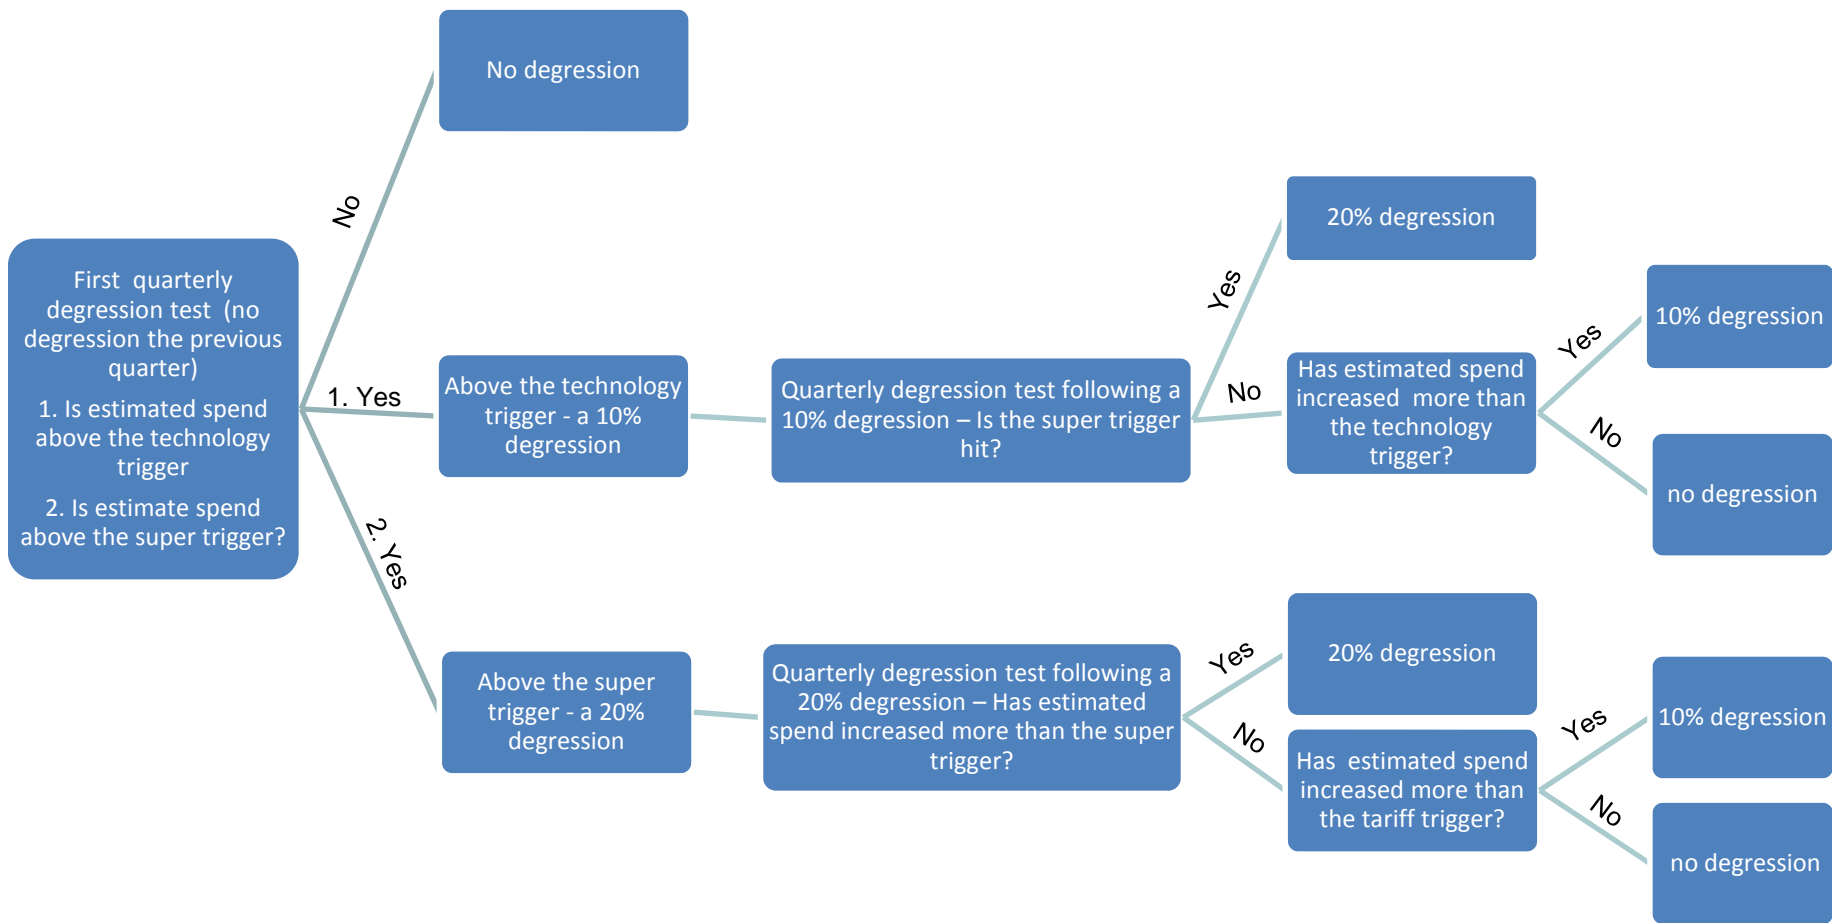 First quarterly
degression test (no
degression the previous
quarter)
1. Is estimated spend
above the technology
trigger
2. Is estimate spend
above the super trigger?
No
No degression
1. Yes
Above the technology
trigger - a 10%
degression
Quarterly degression test following a
10% degression – Is the super trigger
hit?
Yes
20% degression
No
Has estimated spend
increased more than
the technology
trigger?
Yes
10% degression
No
no degression
2. Yes
Above the super
trigger - a 20%
degression
Quarterly degression test following a
20% degression – Has estimated
spend increased more than the super
trigger?
Yes
20% degression
No
Has estimated spend
increased more than
the tariff trigger?
Yes
10% degression
No
no degression